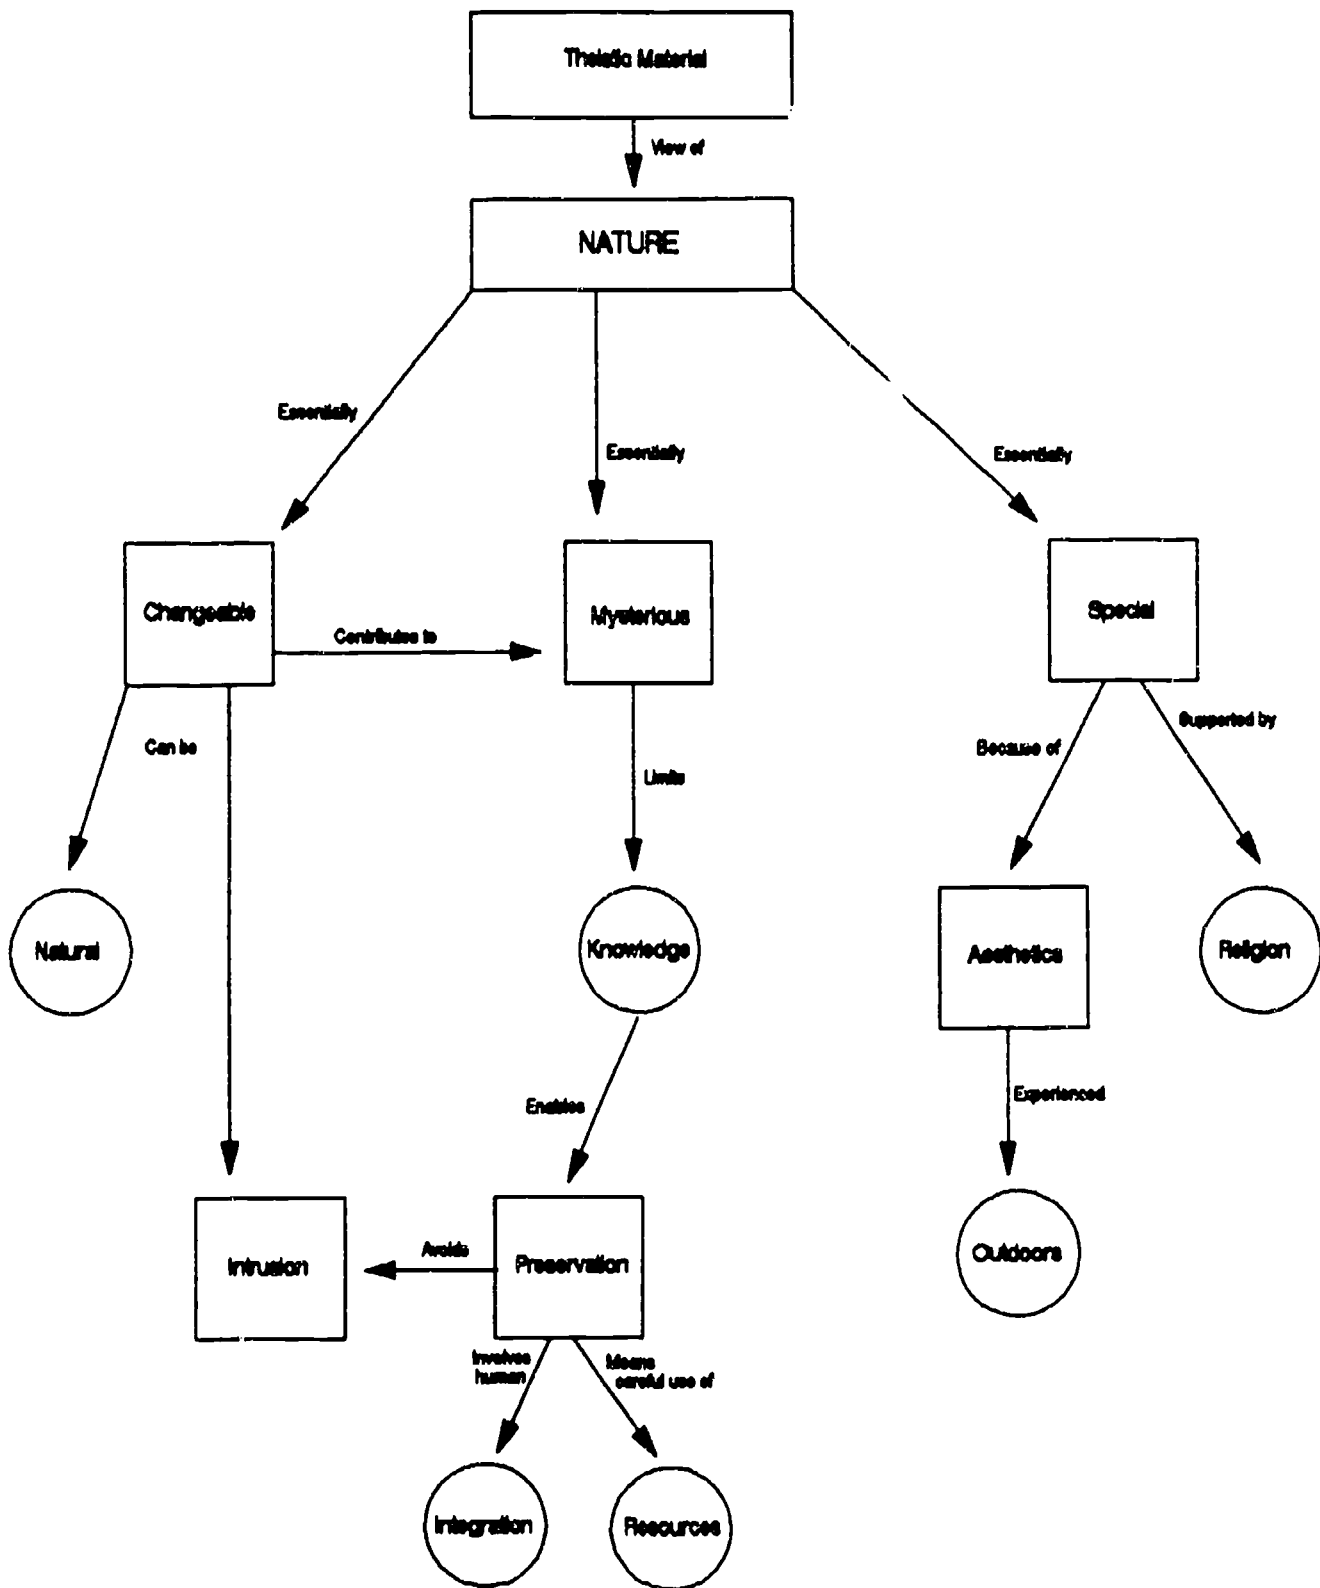 Theistic Material
View of
NATURE
Essentially
Essentially
Essentially
Changeable
Contributes to
Mysterious
Special
Can be
Limits
Because of
Supported by
Natural
Knowledge
Aesthetics
Religion
Enables
Experienced
Intrusion
Avoids
Preservation
Outdoors
Involves
human
Means
careful use of
Integration
Resources